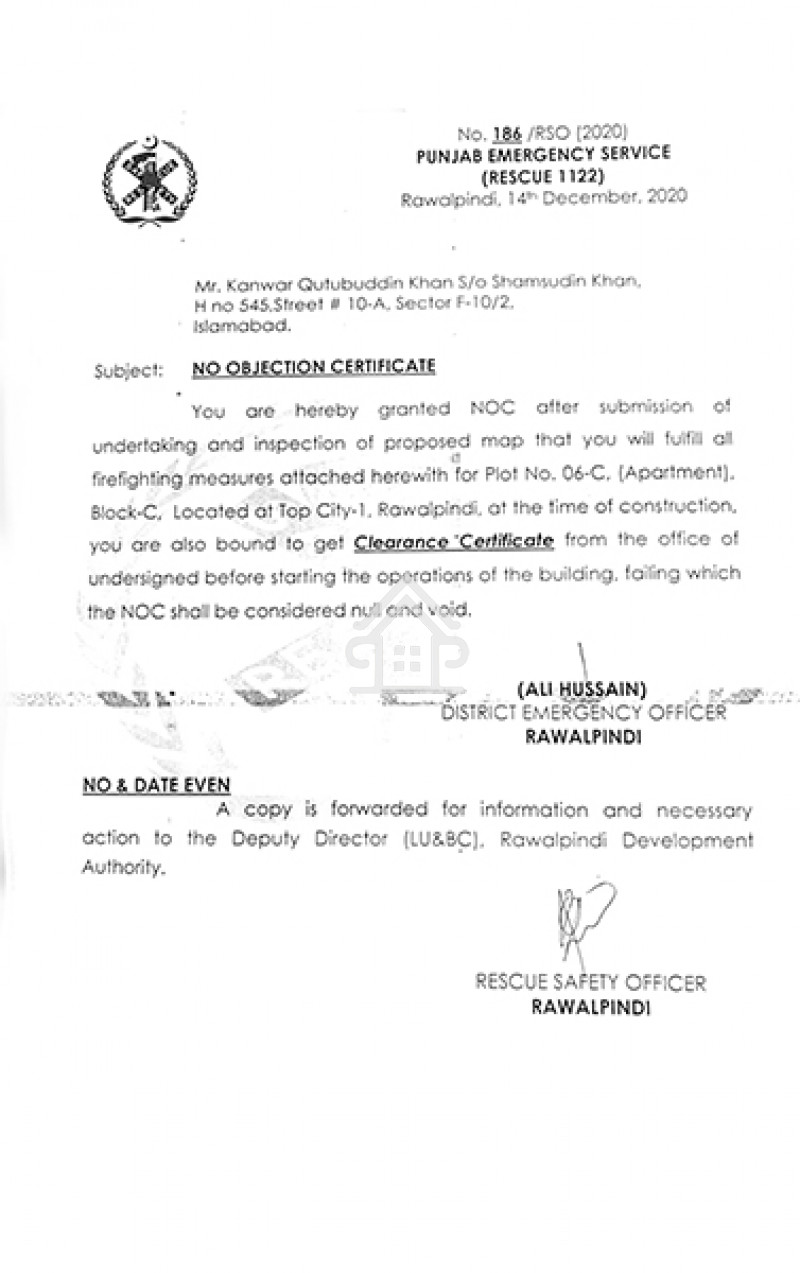 No. 186 /RSO (2020)
PUNJAB EMERGENCY SERVICE
(RESCUE 1122)
Rawalpindi, 14th December, 2020
Mr. Kanwar Qutubuddin Khan S/o Shamsudin Khan,
H no 545,Street # 10-A, Sector F-10/2,
Islamabad.
Subject: NO OBJECTION CERTIFICATE
You are hereby granted NOC after submission of
undertaking and inspection of proposed map that you will fulfill all
firefighting measures attached herewith for Plot No. 06-C, (Apartment),
Block-C, Located at Top City-1, Rawalpindi, at the time of construction,
you are also bound to get Clearance Certificate from the office of
undersigned before starting the operations of the building, failing which
the NOC shall be considered null and void.
(ALI HUSSAIN)
DISTRICT EMERGENCY OFFICER
RAWALPINDI
NO & DATE EVEN
A copy is forwarded for information and necessary
action to the Deputy Director (LU&BC), Rawalpindi Development
Authority.
RESCUE SAFETY OFFICER
RAWALPINDI